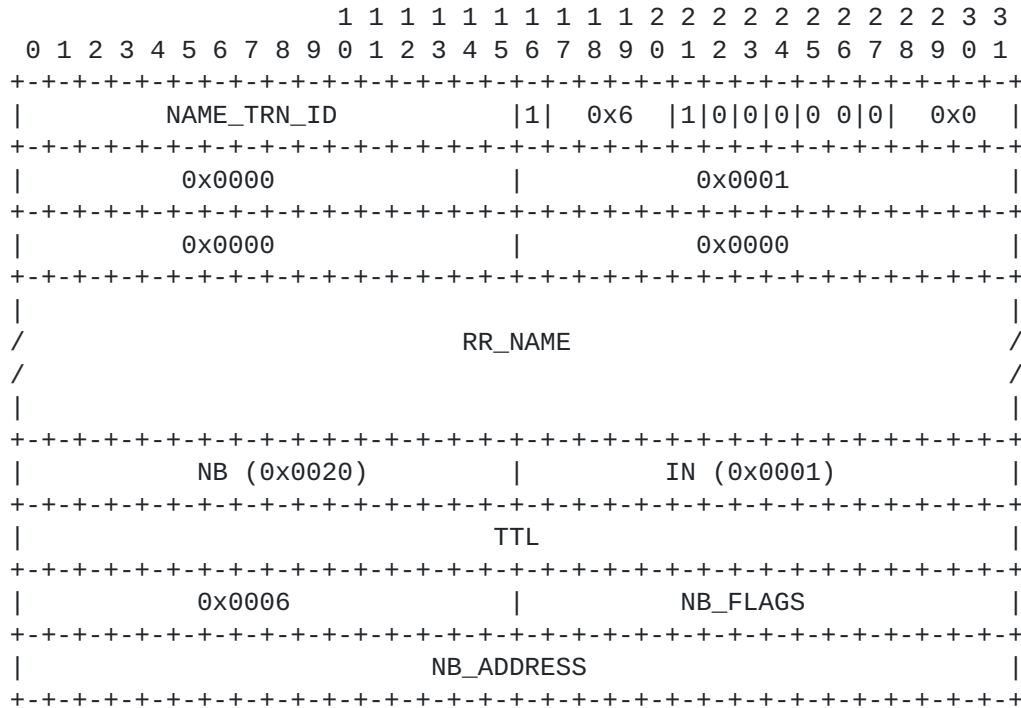 1 1 1 1 1 1 1 1 1 1 2 2 2 2 2 2 2 2 2 2 3 3
 0 1 2 3 4 5 6 7 8 9 0 1 2 3 4 5 6 7 8 9 0 1 2 3 4 5 6 7 8 9 0 1
+-+-+-+-+-+-+-+-+-+-+-+-+-+-+-+-+-+-+-+-+-+-+-+-+-+-+-+-+-+-+-+-+
|         NAME_TRN_ID           |1|  0x6  |1|0|0|0|0 0|0|  0x0  |
+-+-+-+-+-+-+-+-+-+-+-+-+-+-+-+-+-+-+-+-+-+-+-+-+-+-+-+-+-+-+-+-+
|          0x0000               |           0x0001              |
+-+-+-+-+-+-+-+-+-+-+-+-+-+-+-+-+-+-+-+-+-+-+-+-+-+-+-+-+-+-+-+-+
|          0x0000               |           0x0000              |
+-+-+-+-+-+-+-+-+-+-+-+-+-+-+-+-+-+-+-+-+-+-+-+-+-+-+-+-+-+-+-+-+
|                                                               |
/                            RR_NAME                            /
/                                                               /
|                                                               |
+-+-+-+-+-+-+-+-+-+-+-+-+-+-+-+-+-+-+-+-+-+-+-+-+-+-+-+-+-+-+-+-+
|           NB (0x0020)         |         IN (0x0001)           |
+-+-+-+-+-+-+-+-+-+-+-+-+-+-+-+-+-+-+-+-+-+-+-+-+-+-+-+-+-+-+-+-+
|                              TTL                              |
+-+-+-+-+-+-+-+-+-+-+-+-+-+-+-+-+-+-+-+-+-+-+-+-+-+-+-+-+-+-+-+-+
|           0x0006              |          NB_FLAGS             |
+-+-+-+-+-+-+-+-+-+-+-+-+-+-+-+-+-+-+-+-+-+-+-+-+-+-+-+-+-+-+-+-+
|                          NB_ADDRESS                           |
+-+-+-+-+-+-+-+-+-+-+-+-+-+-+-+-+-+-+-+-+-+-+-+-+-+-+-+-+-+-+-+-+